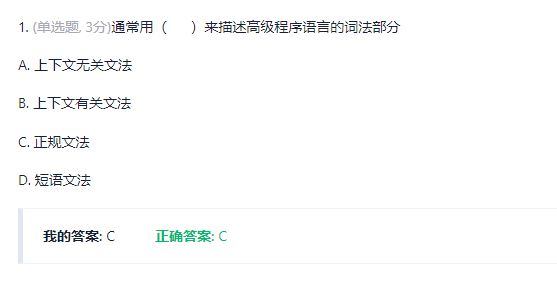 1. (单选题, 3分)通常用（　　）来描述高级程序语言的词法部分
A. 上下文无关文法
B. 上下文有关文法
C. 正规文法
D. 短语文法
我的答案: C　　正确答案: C